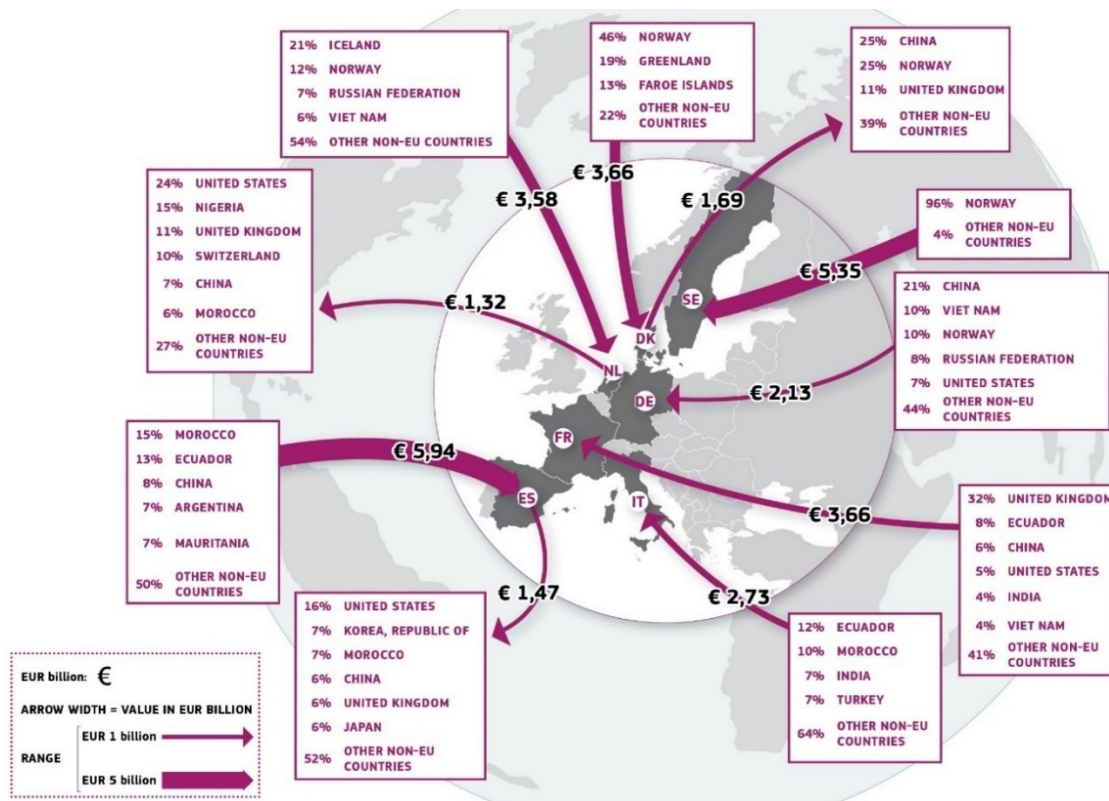 21% ICELAND
12% NORWAY
7% RUSSIAN FEDERATION
6% VIET NAM
54% OTHER NON-EU COUNTRIES
€ 3,58
46% NORWAY
19% GREENLAND
13% FAROE ISLANDS
22% OTHER NON-EU
COUNTRIES
€ 3,66
25% CHINA
25% NORWAY
11% UNITED KINGDOM
39% OTHER NON-EU
COUNTRIES
€ 1,69
24% UNITED STATES
15% NIGERIA
11% UNITED KINGDOM
10% SWITZERLAND
7% CHINA
6% MOROCCO
27% OTHER NON-EU
COUNTRIES
€ 1,32
96% NORWAY
4% OTHER NON-EU
COUNTRIES
€ 5,35
21% CHINA
10% VIET NAM
10% NORWAY
8% RUSSIAN FEDERATION
7% UNITED STATES
44% OTHER NON-EU
COUNTRIES
€ 2,13
SE
DK
NL
DE
FR
ES
IT
15% MOROCCO
13% ECUADOR
8% CHINA
7% ARGENTINA
7% MAURITANIA
50% OTHER NON-EU
COUNTRIES
€ 5,94
32% UNITED KINGDOM
8% ECUADOR
6% CHINA
5% UNITED STATES
4% INDIA
4% VIET NAM
41% OTHER NON-EU
COUNTRIES
€ 3,66
16% UNITED STATES
7% KOREA, REPUBLIC OF
7% MOROCCO
6% CHINA
6% UNITED KINGDOM
6% JAPAN
52% OTHER NON-EU
COUNTRIES
€ 1,47
12% ECUADOR
10% MOROCCO
7% INDIA
7% TURKEY
64% OTHER NON-EU
COUNTRIES
€ 2,73
EUR billion: €
ARROW WIDTH = VALUE IN EUR BILLION
RANGE
EUR 1 billion
EUR 5 billion